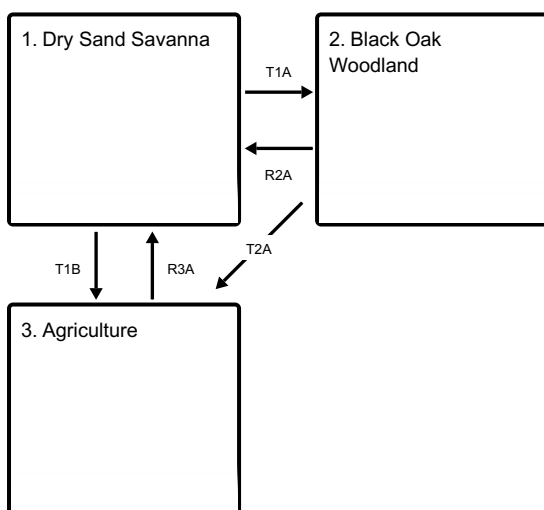 1. Dry Sand Savanna
2. Black Oak
Woodland
T1A
R2A
T2A
T1B
R3A
3. Agriculture